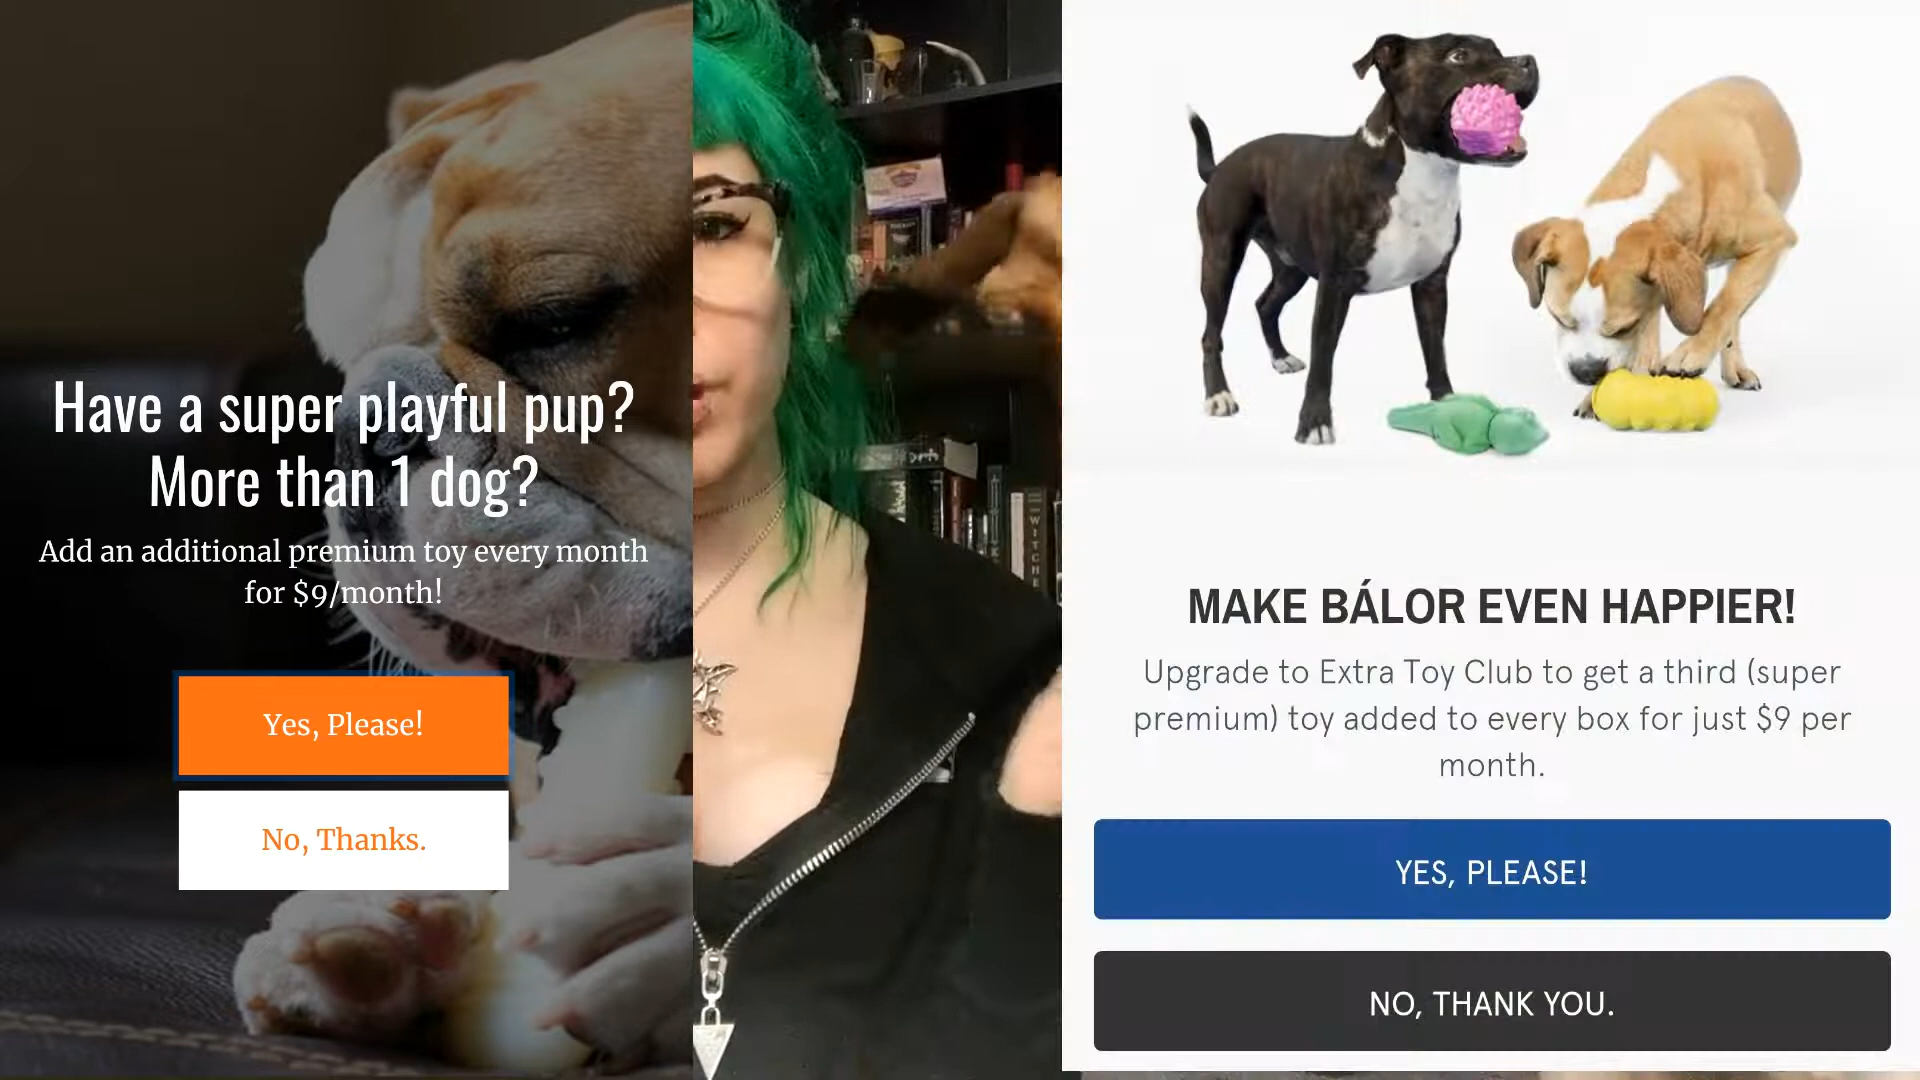 Have a super playful pup?
More than 1 dog?
Add an additional premium toy every month
for $9/month!
Yes, Please!
No, Thanks.
WITCHE
MAKE BÁLOR EVEN HAPPIER!
Upgrade to Extra Toy Club to get a third (super
premium) toy added to every box for just $9 per
month.
YES, PLEASE!
NO, THANK YOU.